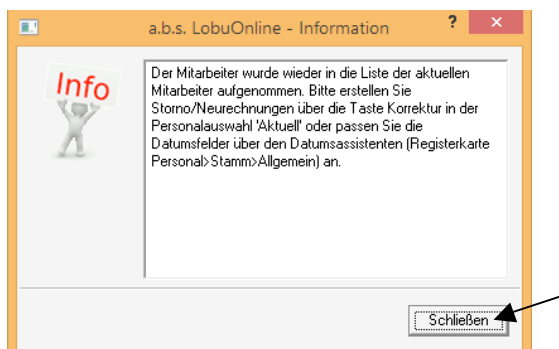 a.b.s. LobuOnline - Information
?
Info
Der Mitarbeiter wurde wieder in die Liste der aktuellen
Mitarbeiter aufgenommen. Bitte erstellen Sie
Storno/Neurechnungen über die Taste Korrektur in der
Personalauswahl 'Aktuell' oder passen Sie die
Datumsfelder über den Datumsassistenten (Registerkarte
Personal>Stamm>Allgemein) an.
Schließen